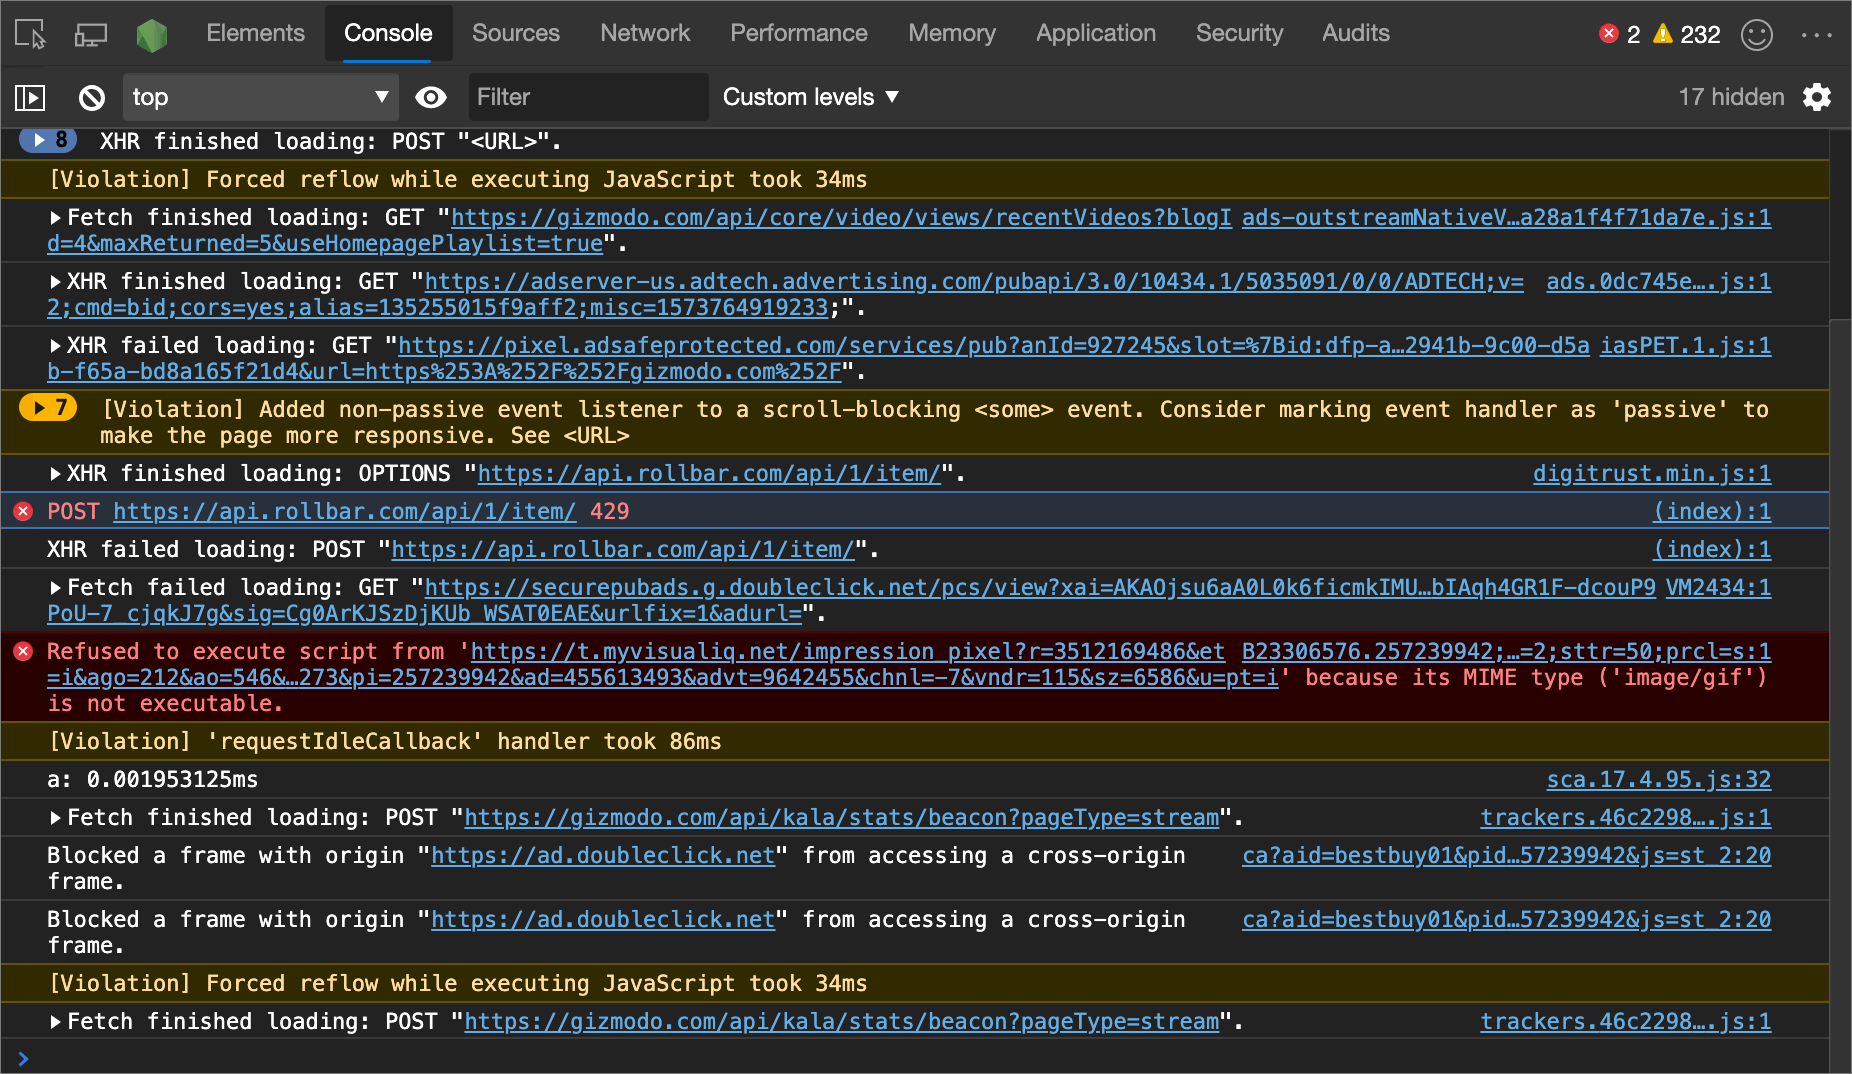 Elements Console Sources Network Performance Memory Application Security Audits 2 232
top Filter Custom levels 17 hidden
8 XHR finished loading: POST "<URL>".
[Violation] Forced reflow while executing JavaScript took 34ms
Fetch finished loading: GET "https://gizmodo.com/api/core/video/views/recentVideos?blogI ads-outstreamNativeV…a28a1f4f71da7e.js:1
d=4&maxReturned=5&useHomepagePlaylist=true".
XHR finished loading: GET "https://adserver-us.adtech.advertising.com/pubapi/3.0/10434.1/5035091/0/0/ADTECH;v= ads.0dc745e….js:1
2;cmd=bid;cors=yes;alias=135255015f9aff2;misc=1573764919233;".
XHR failed loading: GET "https://pixel.adsafeprotected.com/services/pub?anId=927245&slot=%7Bid:dfp-a…2941b-9c00-d5a iasPET.1.js:1
b-f65a-bd8a165f21d4&url=https%253A%252F%252Fgizmodo.com%252F".
7 [Violation] Added non-passive event listener to a scroll-blocking <some> event. Consider marking event handler as 'passive' to
make the page more responsive. See <URL>
XHR finished loading: OPTIONS "https://api.rollbar.com/api/1/item/". digitrust.min.js:1
POST https://api.rollbar.com/api/1/item/ 429 (index):1
XHR failed loading: POST "https://api.rollbar.com/api/1/item/". (index):1
Fetch failed loading: GET "https://securepubads.g.doubleclick.net/pcs/view?xai=AKAOjsu6aA0L0k6ficmkIMU…bIAqh4GR1F-dcouP9 VM2434:1
PoU-7_cjqkJ7g&sig=Cg0ArKJSzDjKUb_WSAT0EAE&urlfix=1&adurl=".
Refused to execute script from 'https://t.myvisualiq.net/impression_pixel?r=3512169486&et B23306576.257239942;…=2;sttr=50;prcl=s:1
=i&ago=212&ao=546&…273&pi=257239942&ad=455613493&advt=9642455&chnl=-7&vndr=115&sz=6586&u=pt=i' because its MIME type ('image/gif')
is not executable.
[Violation] 'requestIdleCallback' handler took 86ms
a: 0.001953125ms sca.17.4.95.js:32
Fetch finished loading: POST "https://gizmodo.com/api/kala/stats/beacon?pageType=stream". trackers.46c2298….js:1
Blocked a frame with origin "https://ad.doubleclick.net" from accessing a cross-origin ca?aid=bestbuy01&pid…57239942&js=st_2:20
frame.
Blocked a frame with origin "https://ad.doubleclick.net" from accessing a cross-origin ca?aid=bestbuy01&pid…57239942&js=st_2:20
frame.
[Violation] Forced reflow while executing JavaScript took 34ms
Fetch finished loading: POST "https://gizmodo.com/api/kala/stats/beacon?pageType=stream". trackers.46c2298….js:1